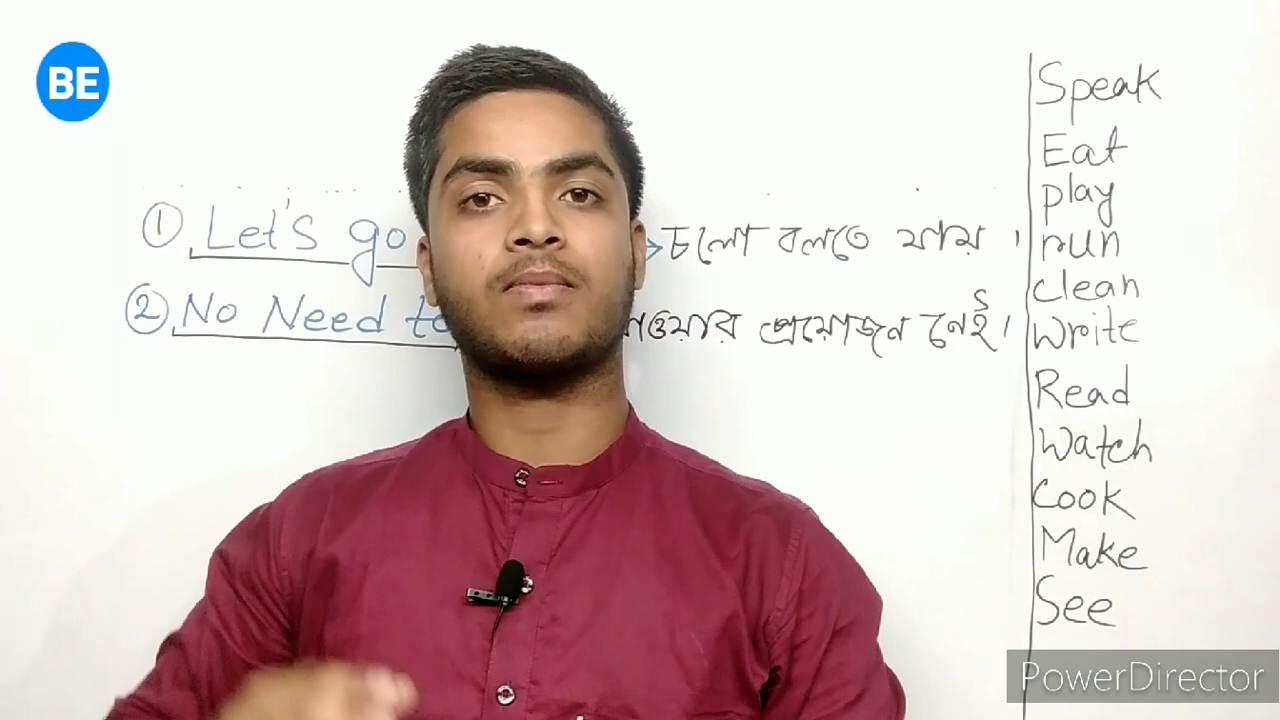 BE
① Let's go → চলো বলতে যায় ।
② No Need to যাওয়ার প্রয়োজন নেই ।
Speak
Eat
play
run
clean
Write
Read
Watch
Cook
Make
See
PowerDirector